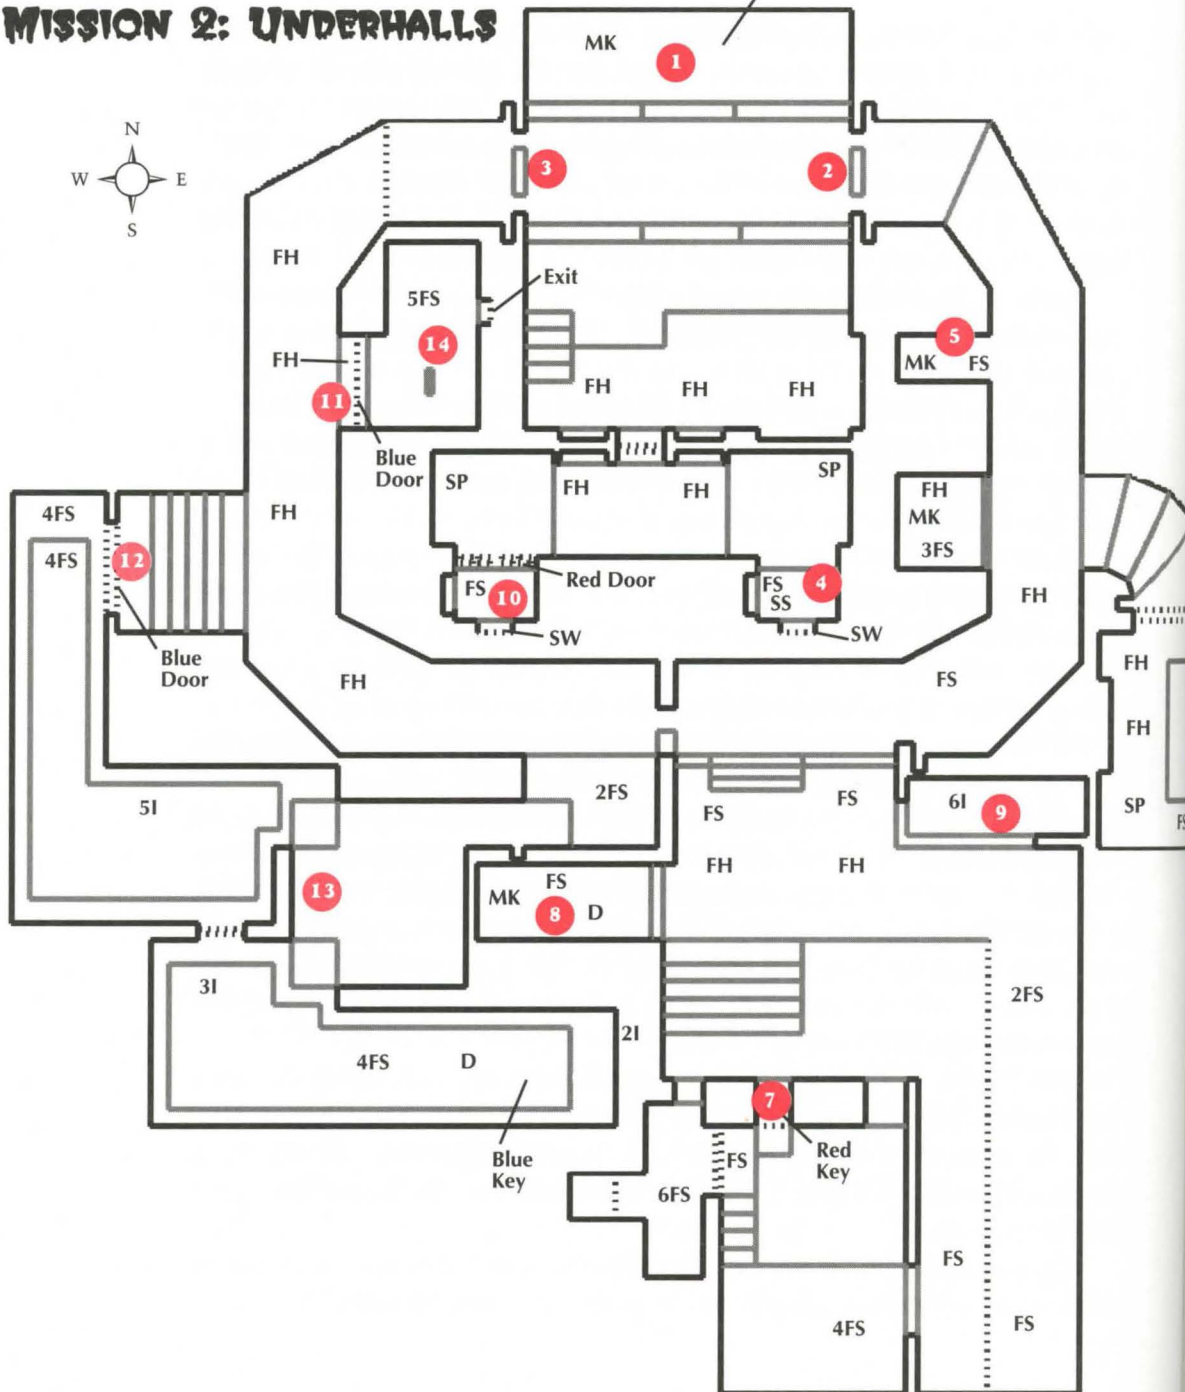 MISSION 2: UNDERHALLS
MK
1
N
W E
S
3
2
FH
Exit
5FS
14
5
FH
MK FS
FH FH FH
11
Blue
Door
SP
SP
FH FH
FH
MK
3FS
4FS
FH
4FS
12
Red Door
FS
10
FS
SS
4
FH
SW
SW
Blue
Door
FH
FS
FH
FH
2FS
FS
FS
6I
9
SP
5I
FH FH
13
MK
FS
8
D
3I
2FS
2I
4FS D
7
Red
Key
Blue
Key
FS
6FS
FS
4FS
FS